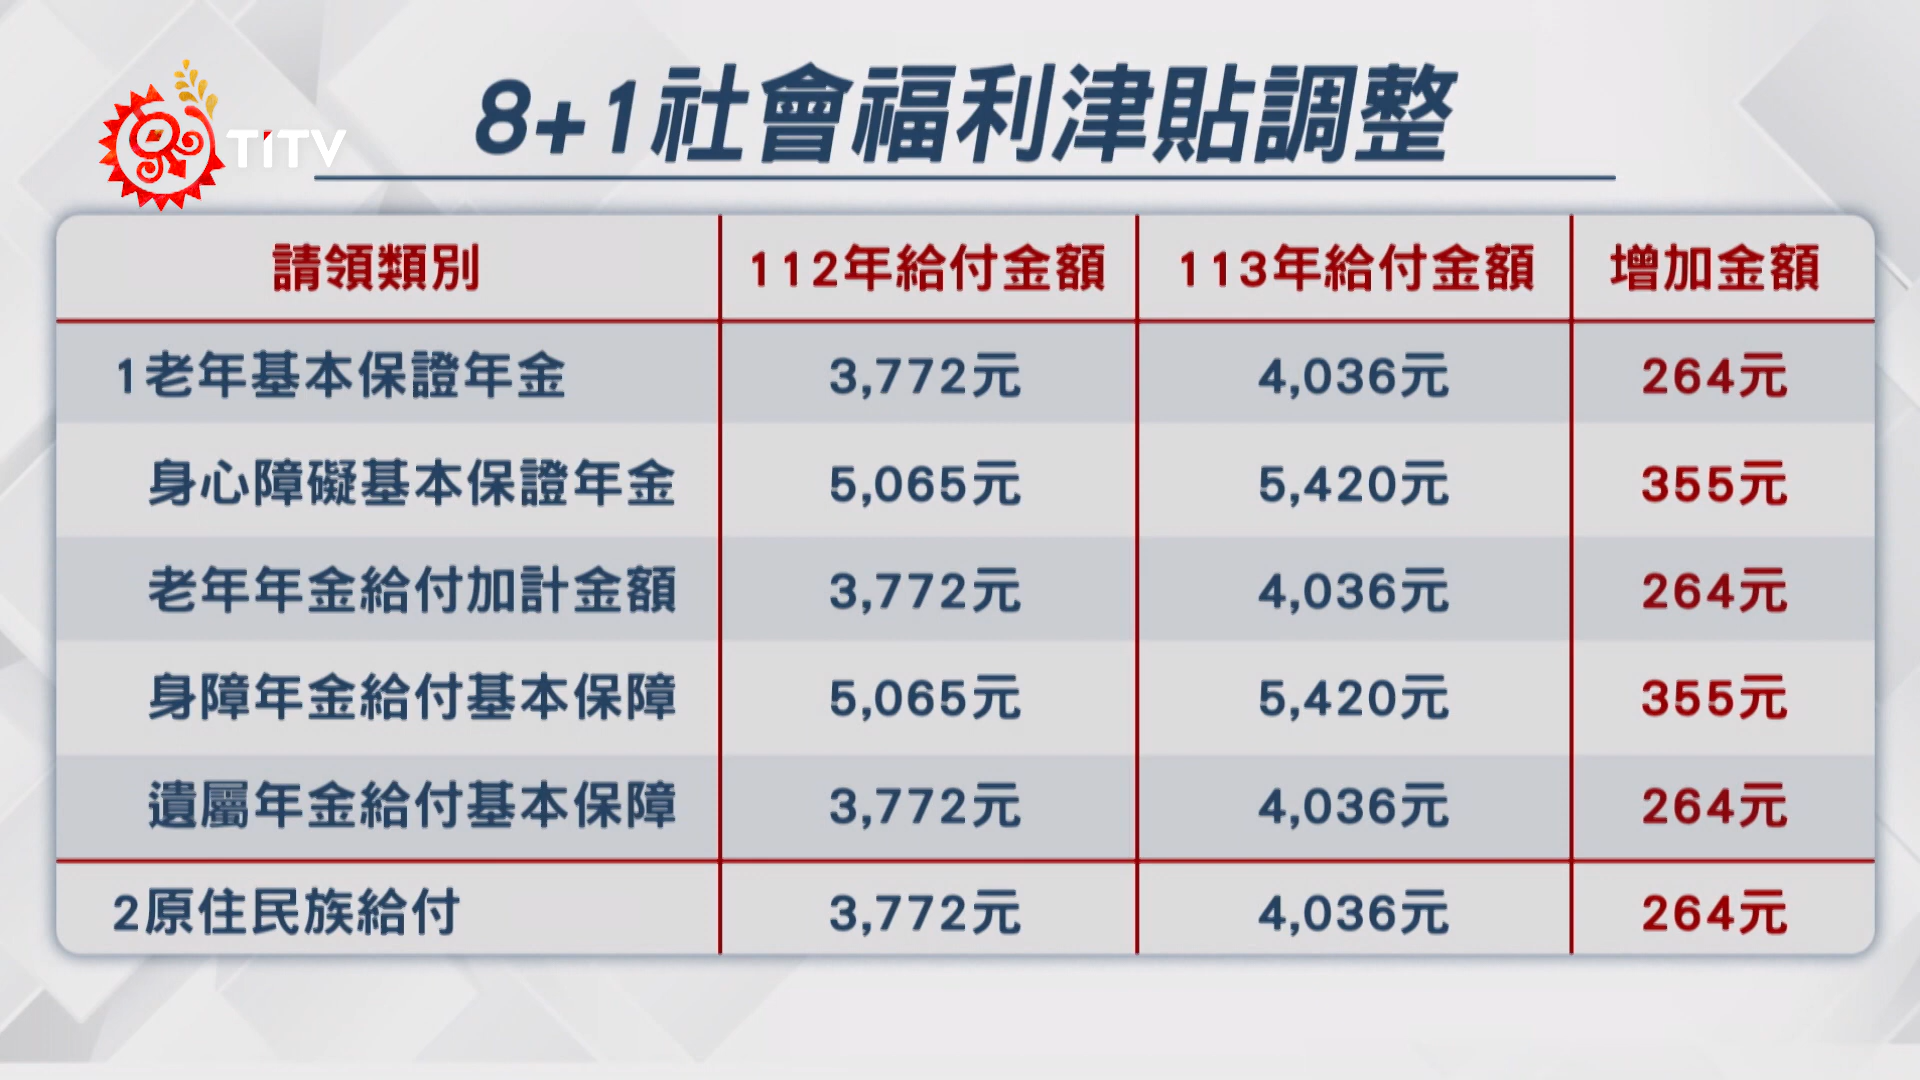 TiTV
8+1社會福利津貼調整
請領類別 112年給付金額 113年給付金額 增加金額
1老年基本保證年金 3,772元 4,036元 264元
身心障礙基本保證年金 5,065元 5,420元 355元
老年年金給付加計金額 3,772元 4,036元 264元
身障年金給付基本保障 5,065元 5,420元 355元
遺屬年金給付基本保障 3,772元 4,036元 264元
2原住民族給付 3,772元 4,036元 264元